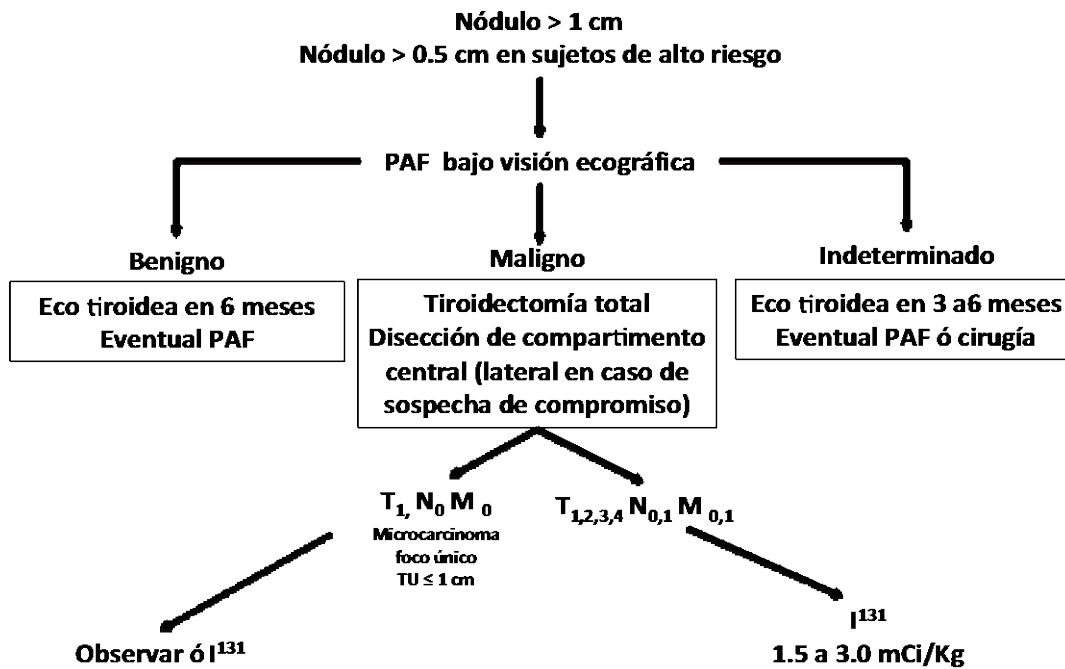 Nódulo > 1 cm
Nódulo > 0.5 cm en sujetos de alto riesgo
PAF bajo visión ecográfica
Benigno
Eco tiroidea en 6 meses
Eventual PAF
Maligno
Tiroidectomía total
Disección de compartimento
central (lateral en caso de
sospecha de compromiso)
Indeterminado
Eco tiroidea en 3 a6 meses
Eventual PAF ó cirugía
T1, N0 M 0
Microcarcinoma
foco único
TU ≤ 1 cm
T1,2,3,4 N0,1 M 0,1
Observar ó I131
I131
1.5 a 3.0 mCi/Kg